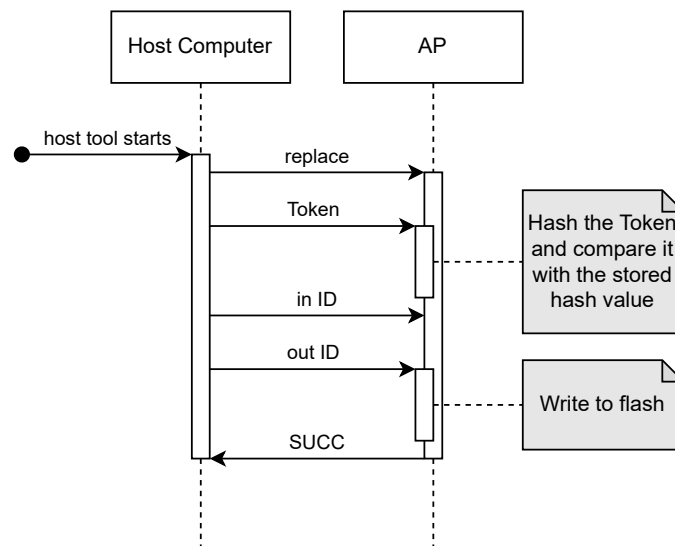 Host Computer
AP
host tool starts
replace
Token
Hash the Token
and compare it
with the stored
hash value
in ID
out ID
Write to flash
SUCC